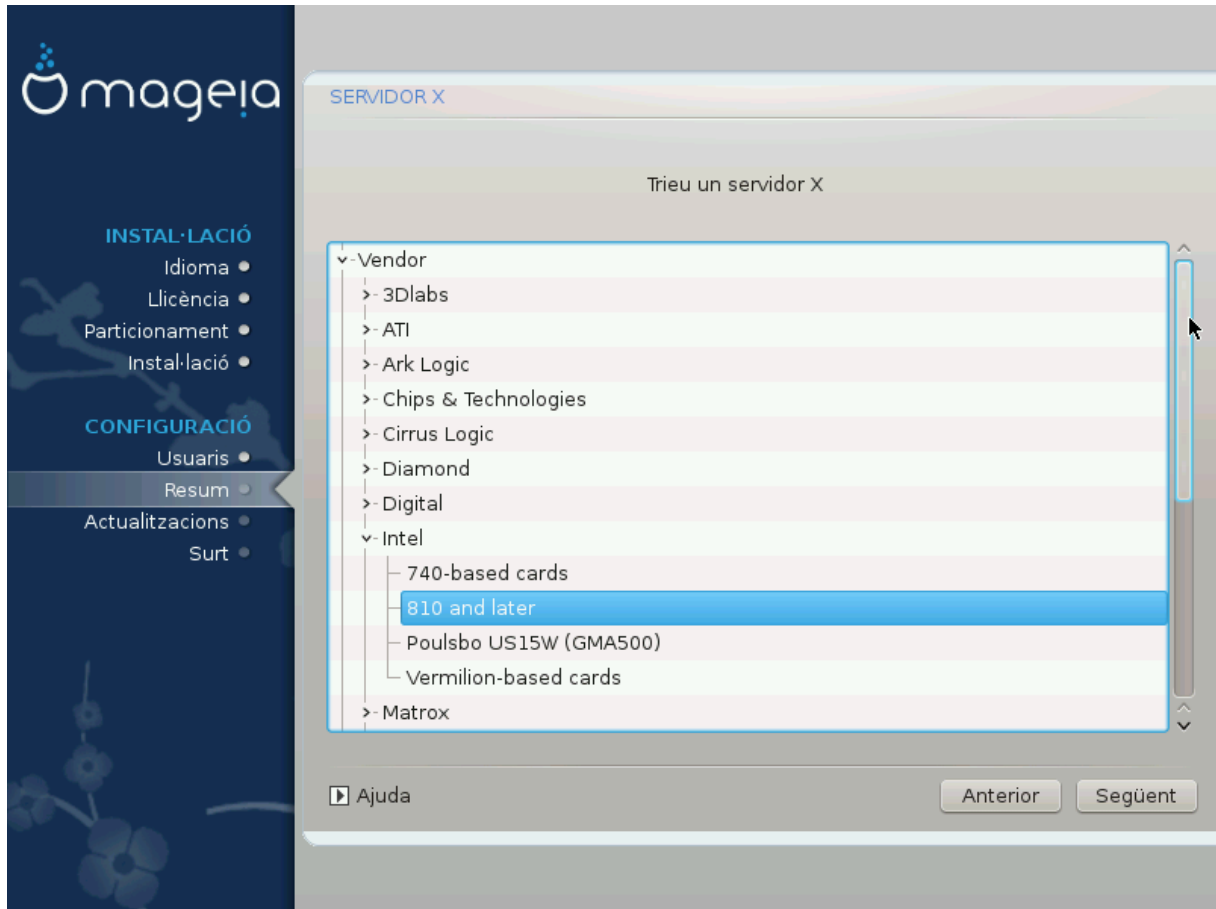 mageia
INSTAL·LACIÓ
Idioma
Llicència
Particionament
Instal·lació
CONFIGURACIÓ
Usuaris
Resum
Actualitzacions
Surt
SERVIDOR X
Trieu un servidor X
Vendor
3Dlabs
ATI
Ark Logic
Chips & Technologies
Cirrus Logic
Diamond
Digital
Intel
740-based cards
810 and later
Poulsbo US15W (GMA500)
Vermilion-based cards
Matrox
Ajuda
Anterior
Següent